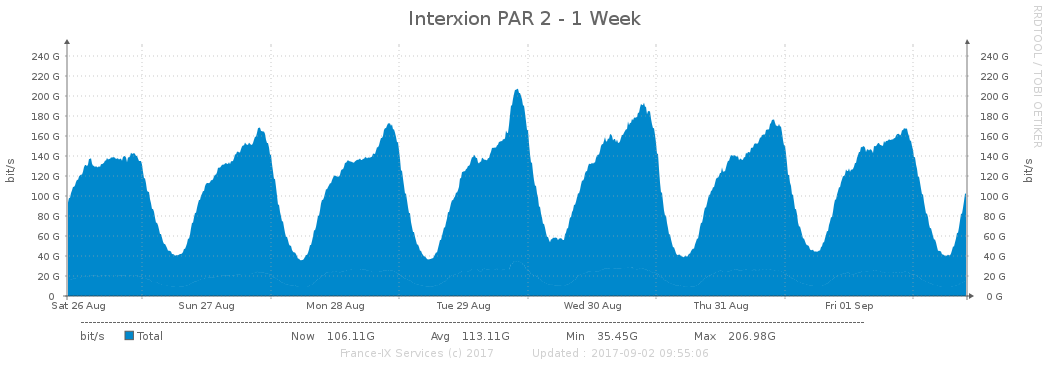 Interxion PAR 2 - 1 Week
RRDTOOL / TOBI OETIKER
bit/s
240 G 240 G
220 G 220 G
200 G 200 G
180 G 180 G
160 G 160 G
140 G 140 G
120 G 120 G
100 G 100 G
80 G 80 G
60 G 60 G
40 G 40 G
20 G 20 G
0 0 G
bit/s
Sat 26 Aug Sun 27 Aug Mon 28 Aug Tue 29 Aug Wed 30 Aug Thu 31 Aug Fri 01 Sep
bit/s Total Now 106.11G Avg 113.11G Min 35.45G Max 206.98G
France-IX Services (c) 2017 Updated : 2017-09-02 09:55:06